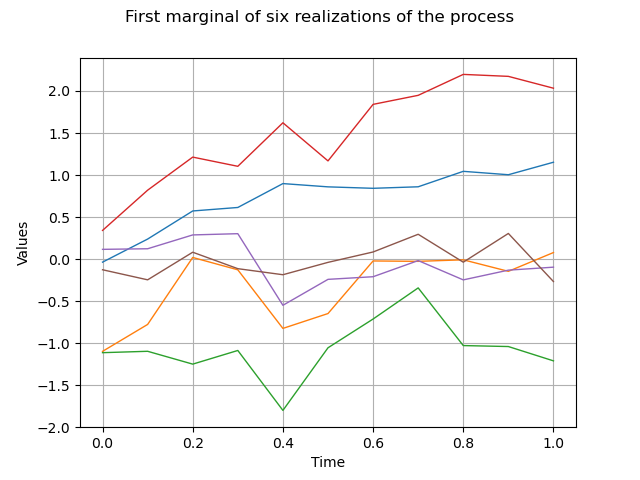 First marginal of six realizations of the process
2.0
1.5
1.0
0.5
0.0
−0.5
−1.0
−1.5
−2.0
Values
0.0 0.2 0.4 0.6 0.8 1.0
Time